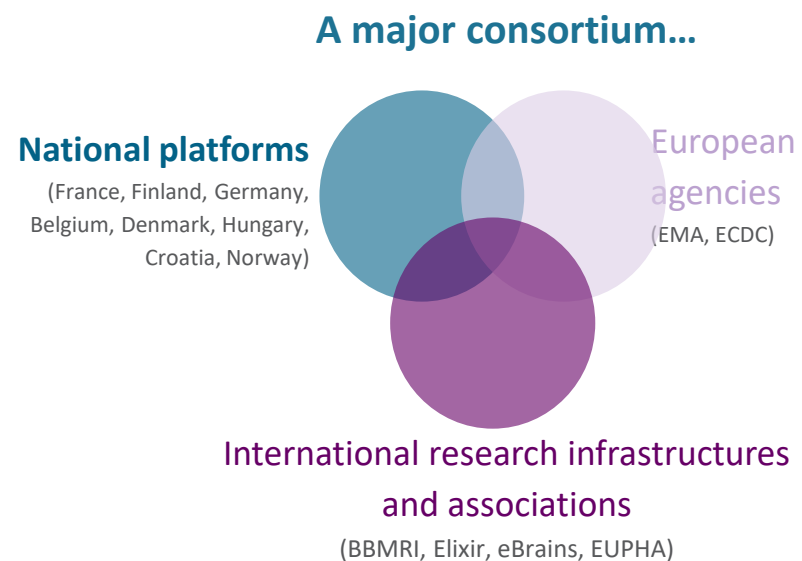 A major consortium…
National platforms
(France, Finland, Germany,
Belgium, Denmark, Hungary,
Croatia, Norway)
European
agencies
(EMA, ECDC)
International research infrastructures
and associations
(BBMRI, Elixir, eBrains, EUPHA)